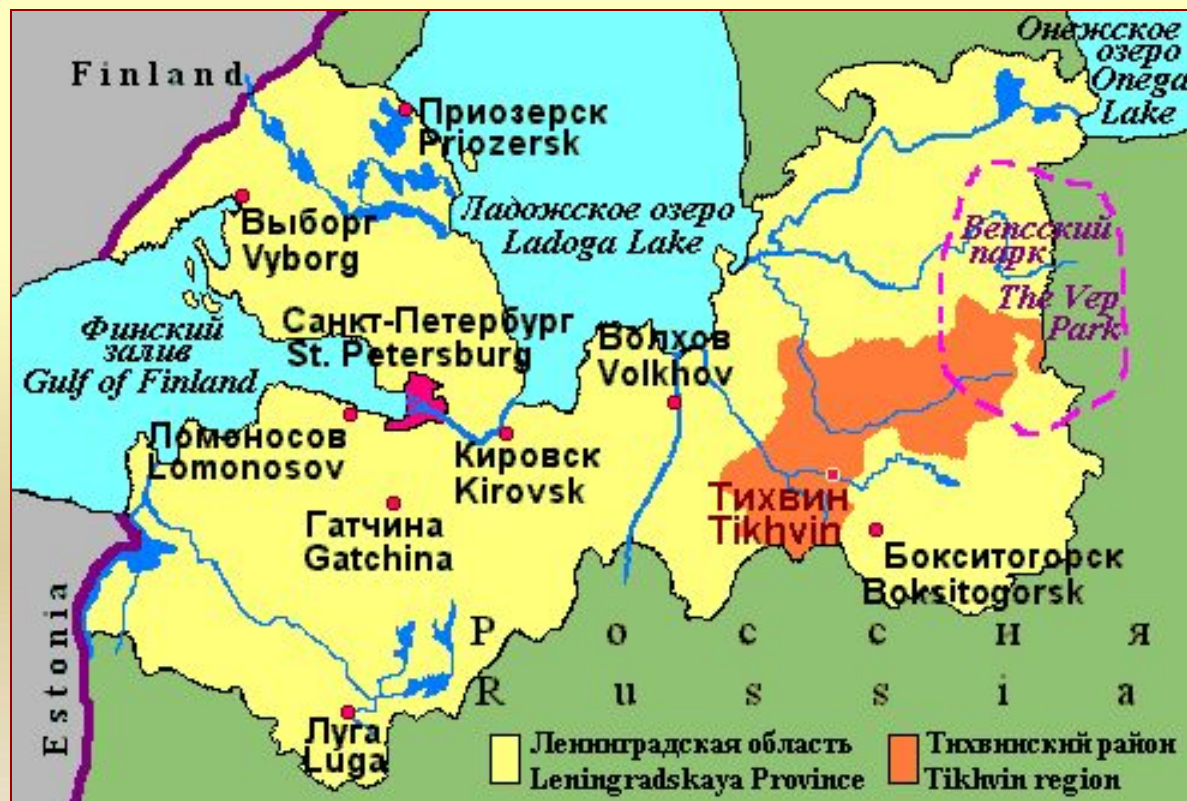 Finland
Онежское
озеро
Onega
Lake
Приозерск
Priozersk
Ладожское озеро
Ladoga Lake
Выборг
Vyborg
Вепсский
парк
The Vep
Park
Финский
залив
Gulf of Finland
Санкт-Петербург
St. Petersburg
Волхов
Volkhov
Ломоносов
Lomonosov
Кировск
Kirovsk
Гатчина
Gatchina
Тихвин
Tikhvin
Бокситогорск
Boksitogorsk
Estonia
Россия
Russia
Луга
Luga
Ленинградская область
Leningradskaya Province
Тихвинский район
Tikhvin region